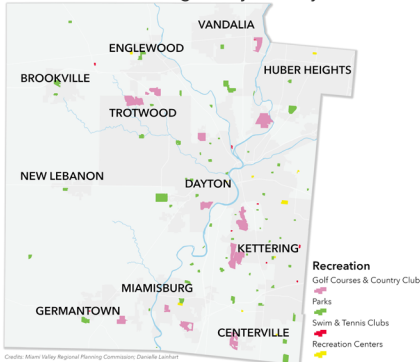 VANDALIA
ENGLEWOOD
HUBER HEIGHTS
BROOKVILLE
TROTWOOD
NEW LEBANON
DAYTON
KETTERING
MIAMISBURG
GERMANTOWN
CENTERVILLE
Recreation
Golf Courses & Country Club
Parks
Swim & Tennis Clubs
Recreation Centers
Credits: Miami Valley Regional Planning Commission; Danielle Lenhart